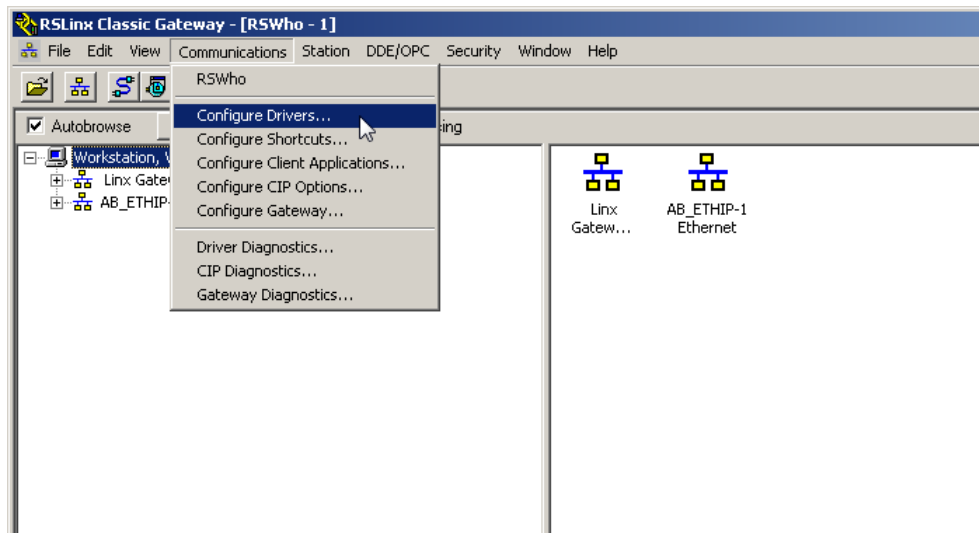 RSLinx Classic Gateway - [RSWho - 1]
File Edit View Communications Station DDE/OPC Security Window Help
RSWho
Configure Drivers...
Configure Shortcuts...
Configure Client Applications...
Configure CIP Options...
Configure Gateway...
Driver Diagnostics...
CIP Diagnostics...
Gateway Diagnostics...
Autobrowse
Workstation,
Linx
AB_ETHIP-
Linx
Gatew...
AB_ETHIP-1
Ethernet